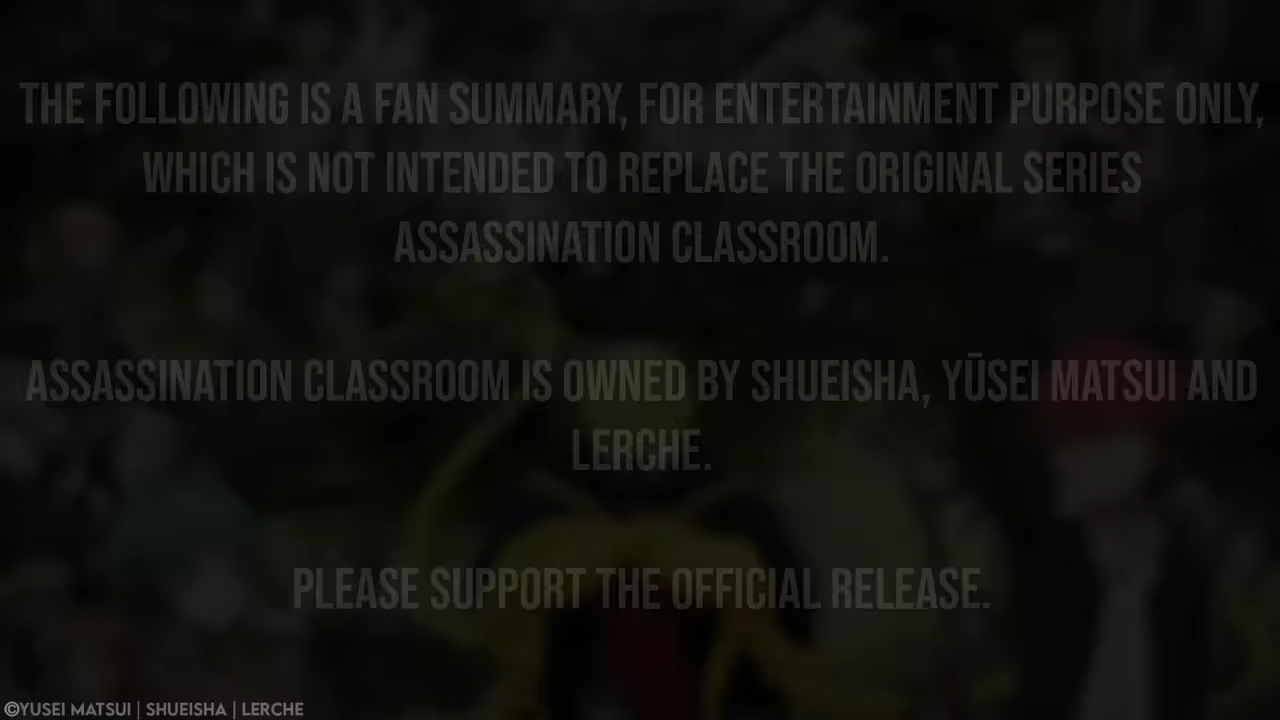 THE FOLLOWING IS A FAN SUMMARY, FOR ENTERTAINMENT PURPOSE ONLY,
WHICH IS NOT INTENDED TO REPLACE THE ORIGINAL SERIES
ASSASSINATION CLASSROOM.
ASSASSINATION CLASSROOM IS OWNED BY SHUEISHA, YŪSEI MATSUI AND
LERCHE.
PLEASE SUPPORT THE OFFICIAL RELEASE.
©YUSEI MATSUI | SHUEISHA | LERCHE